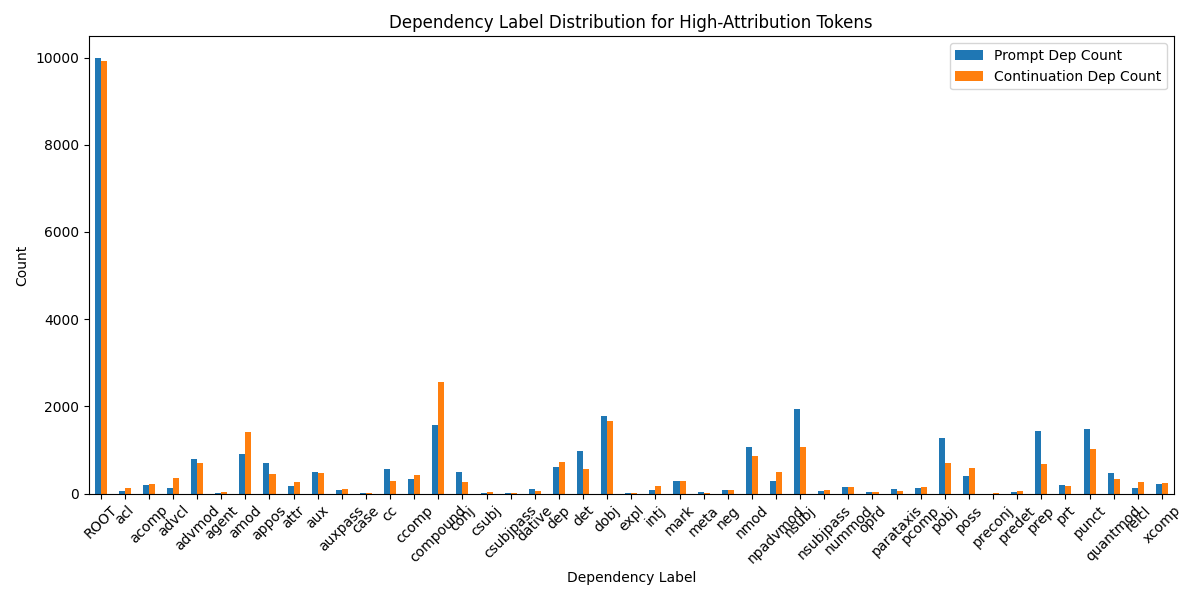 Dependency Label Distribution for High-Attribution Tokens
Prompt Dep Count
Continuation Dep Count
10000
8000
6000
4000
2000
0
Count
ROOT
acl
acomp
advcl
advmod
agent
amod
appos
attr
aux
auxpass
case
cc
ccomp
compound
conj
csubj
csubjpass
dative
dep
det
dobj
expl
intj
mark
meta
neg
nmod
npadvmod
nsubj
nsubjpass
nummod
oprd
parataxis
pcomp
pobj
poss
preconj
predet
prep
prt
punct
quantmod
relcl
xcomp
Dependency Label